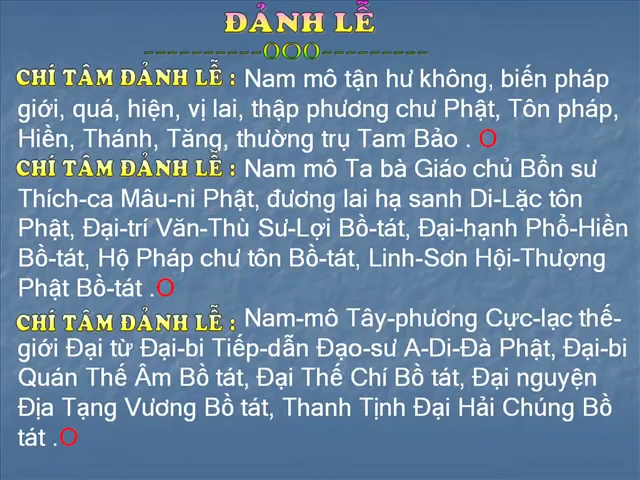 ĐẢNH LỄ
----------------OOO---------------
CHÍ TÂM ĐẢNH LỄ : Nam mô tận hư không, biến pháp
giới, quá, hiện, vị lai, thập phương chư Phật, Tôn pháp,
Hiền, Thánh, Tăng, thường trụ Tam Bảo . O
CHÍ TÂM ĐẢNH LỄ : Nam mô Ta bà Giáo chủ Bổn sư
Thích-ca Mâu-ni Phật, đương lai hạ sanh Di-Lặc tôn
Phật, Đại-trí Văn-Thù Sư-Lợi Bồ-tát, Đại-hạnh Phổ-Hiền
Bồ-tát, Hộ Pháp chư tôn Bồ-tát, Linh-Sơn Hội-Thượng
Phật Bồ-tát .O
CHÍ TÂM ĐẢNH LỄ : Nam-mô Tây-phương Cực-lạc thế-
giới Đại từ Đại-bi Tiếp-dẫn Đạo-sư A-Di-Đà Phật, Đại-bi
Quán Thế Âm Bồ tát, Đại Thế Chí Bồ tát, Đại nguyện
Địa Tạng Vương Bồ tát, Thanh Tịnh Đại Hải Chúng Bồ
tát .O